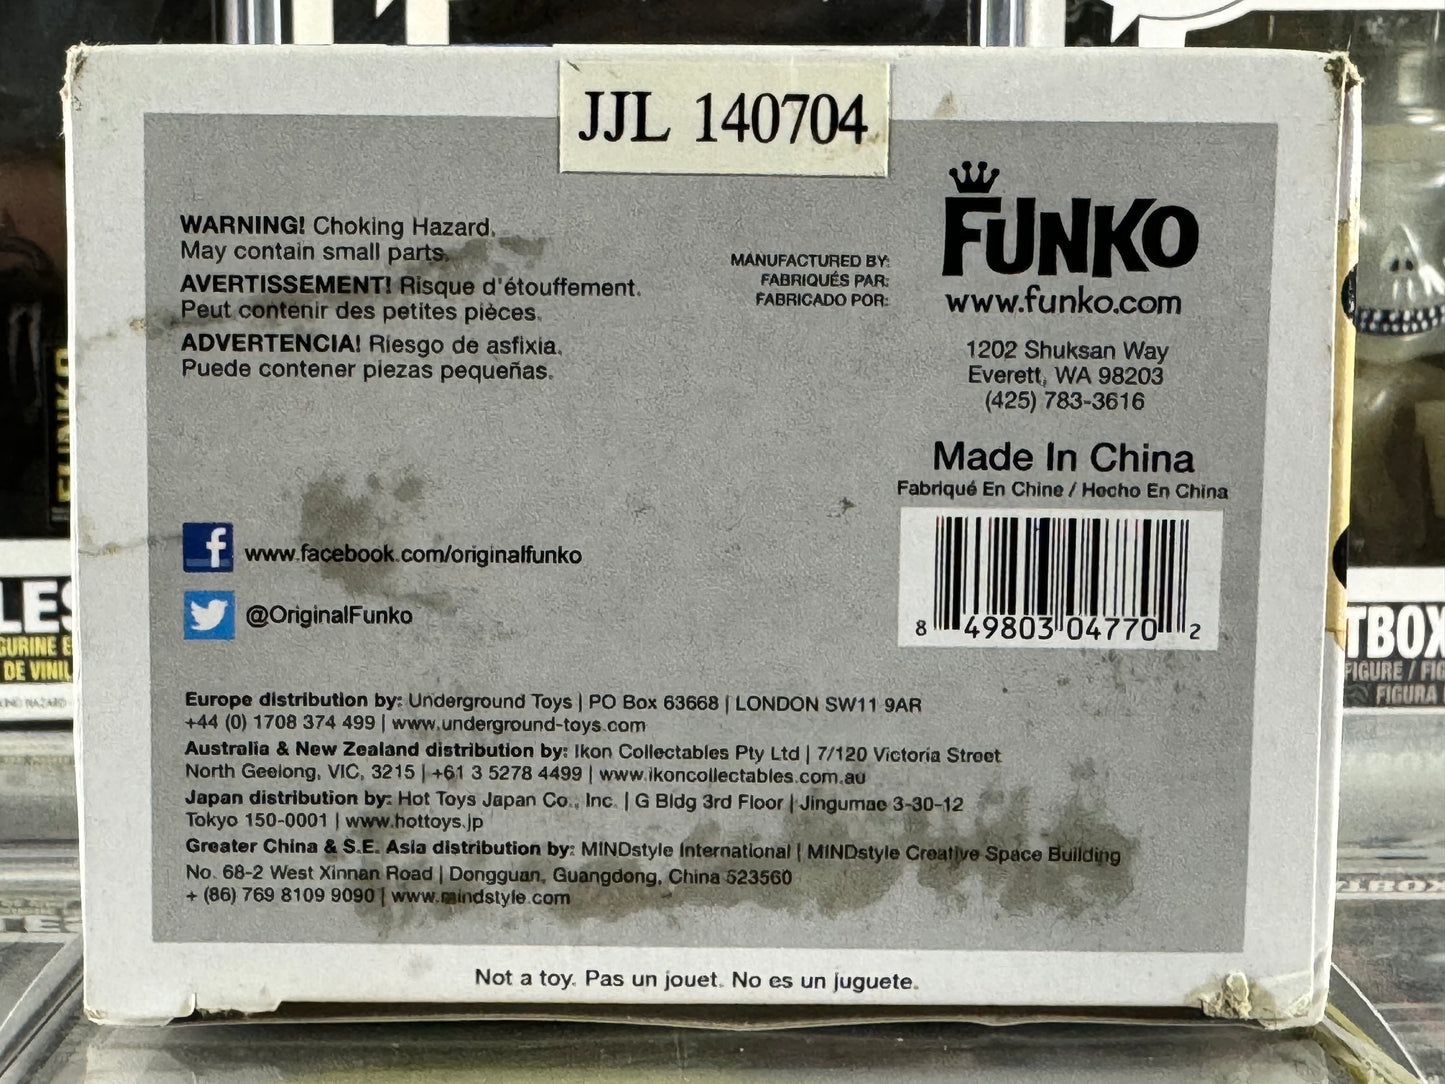 JJL 140704
WARNING! Choking Hazard.
May contain small parts.
AVERTISSEMENT! Risque d'étouffement.
Peut contenir des petites pièces.
ADVERTENCIA! Riesgo de asfixia.
Puede contener piezas pequeñas.
MANUFACTURED BY:
FABRIQUÉS PAR:
FABRICADO POR:
FUNKO
www.funko.com
1202 Shuksan Way
Everett, WA 98203
(425) 783-3616
Made In China
Fabriqué En Chine / Hecho En China
8 49803 04770 2
f www.facebook.com/originalfunko
@OriginalFunko
Europe distribution by: Underground Toys | PO Box 63668 | LONDON SW11 9AR
+44 (0) 1708 374 499 | www.underground-toys.com
Australia & New Zealand distribution by: Ikon Collectables Pty Ltd | 7/120 Victoria Street
North Geelong, VIC, 3215 | +61 3 5278 4499 | www.ikoncollectables.com.au
Japan distribution by: Hot Toys Japan Co., Inc. | G Bldg 3rd Floor | Jingumae 3-30-12
Tokyo 150-0001 | www.hottoys.jp
Greater China & S.E. Asia distribution by: MINDstyle International | MINDstyle Creative Space Building
No. 68-2 West Xinnan Road | Dongguan, Guangdong, China 523560
+ (86) 769 8109 9090 | www.mindstyle.com
Not a toy. Pas un jouet. No es un juguete.
FUNKO
DE VINIL
TBOX
FIGURE / FIG
FIGURA